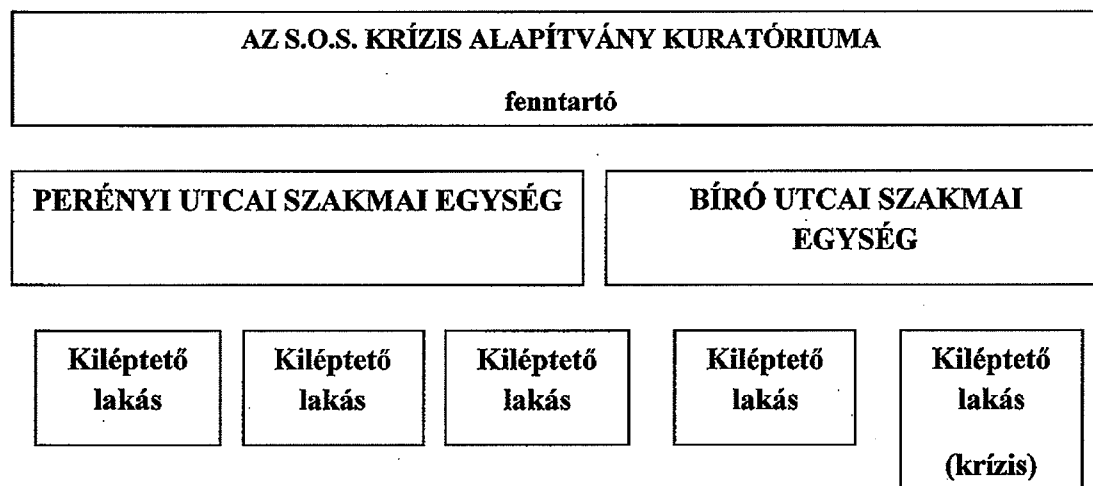 AZ S.O.S. KRÍZIS ALAPÍTVÁNY KURATÓRIUMA
fenntartó
PERÉNYI UTCAI SZAKMAI EGYSÉG
BÍRÓ UTCAI SZAKMAI
EGYSÉG
Kiléptető
lakás
Kiléptető
lakás
Kiléptető
lakás
Kiléptető
lakás
Kiléptető
lakás
(krízis)